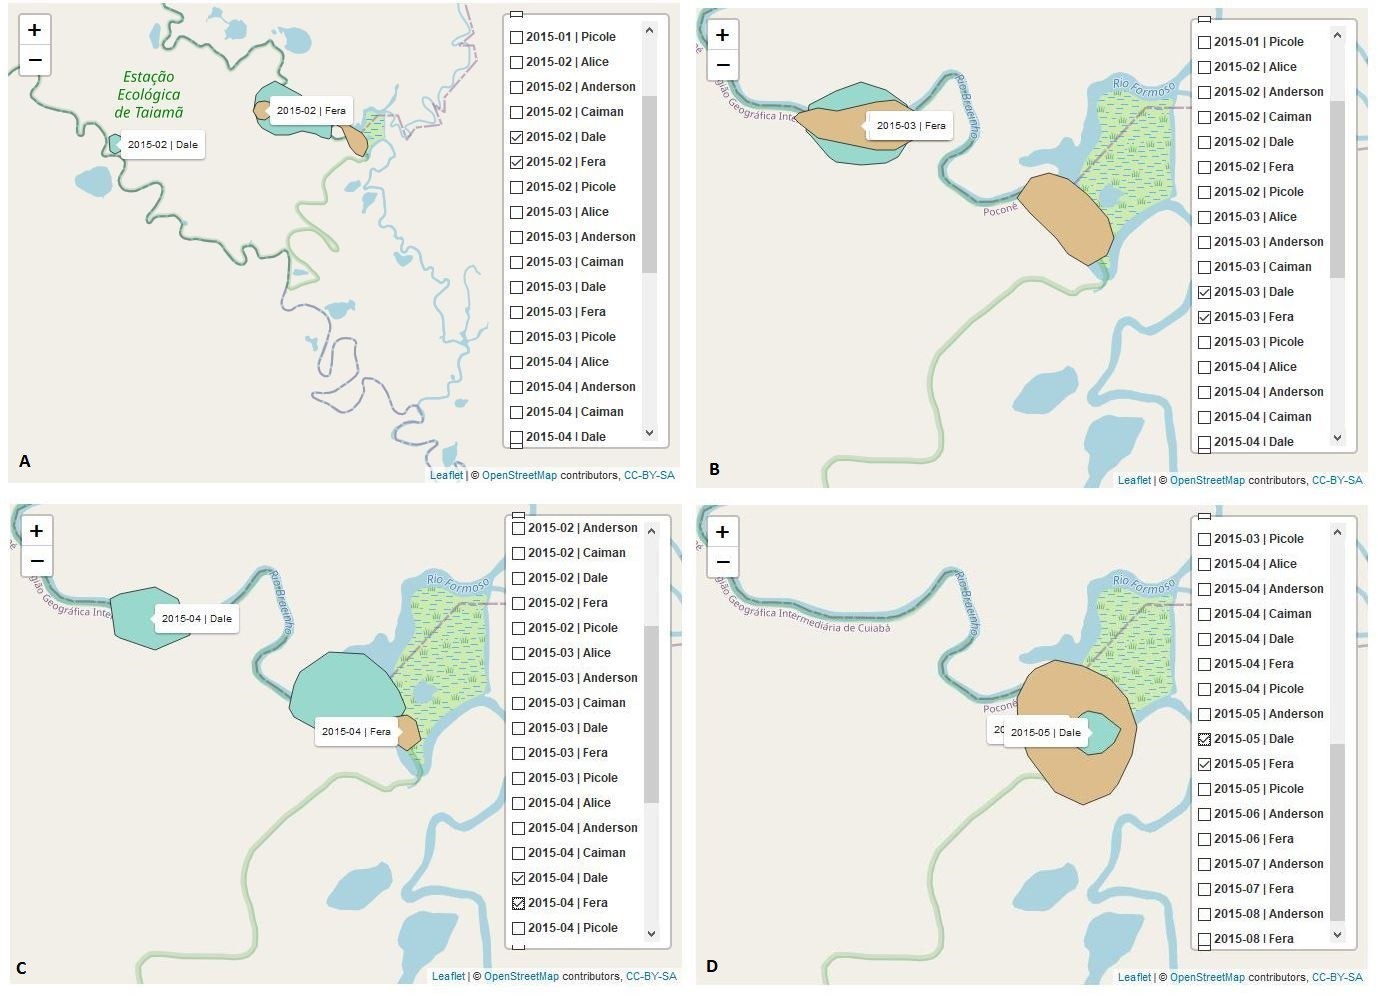 +
−
Estação
Ecológica
de Taiamã
2015-02 | Fera
2015-02 | Dale
2015-01 | Picole
2015-02 | Alice
2015-02 | Anderson
2015-02 | Caiman
2015-02 | Dale
2015-02 | Fera
2015-02 | Picole
2015-03 | Alice
2015-03 | Anderson
2015-03 | Caiman
2015-03 | Dale
2015-03 | Fera
2015-03 | Picole
2015-04 | Alice
2015-04 | Anderson
2015-04 | Caiman
2015-04 | Dale
A
Leaflet | © OpenStreetMap contributors, CC-BY-SA
+
−
Rio Formoso
Rio Bracinho
gião Geográfica Inte
2015-03 | Fera
Poconé
2015-01 | Picole
2015-02 | Alice
2015-02 | Anderson
2015-02 | Caiman
2015-02 | Dale
2015-02 | Fera
2015-02 | Picole
2015-03 | Alice
2015-03 | Anderson
2015-03 | Caiman
2015-03 | Dale
2015-03 | Fera
2015-03 | Picole
2015-04 | Alice
2015-04 | Anderson
2015-04 | Caiman
2015-04 | Dale
B
Leaflet | © OpenStreetMap contributors, CC-BY-SA
+
−
Rio Formoso
Rio Bracinho
gião Geográfica Inte
2015-04 | Dale
2015-04 | Fera
2015-02 | Anderson
2015-02 | Caiman
2015-02 | Dale
2015-02 | Fera
2015-02 | Picole
2015-03 | Alice
2015-03 | Anderson
2015-03 | Caiman
2015-03 | Dale
2015-03 | Fera
2015-03 | Picole
2015-04 | Alice
2015-04 | Anderson
2015-04 | Caiman
2015-04 | Dale
2015-04 | Fera
2015-04 | Picole
C
Leaflet | © OpenStreetMap contributors, CC-BY-SA
+
−
Rio Formoso
Rio Bracinho
gião Geográfica Intermediária de Cuiabá
Poconé
20
2015-05 | Dale
2015-03 | Picole
2015-04 | Alice
2015-04 | Anderson
2015-04 | Caiman
2015-04 | Dale
2015-04 | Fera
2015-04 | Picole
2015-05 | Anderson
2015-05 | Dale
2015-05 | Fera
2015-05 | Picole
2015-06 | Anderson
2015-06 | Fera
2015-07 | Anderson
2015-07 | Fera
2015-08 | Anderson
2015-08 | Fera
D
Leaflet | © OpenStreetMap contributors, CC-BY-SA